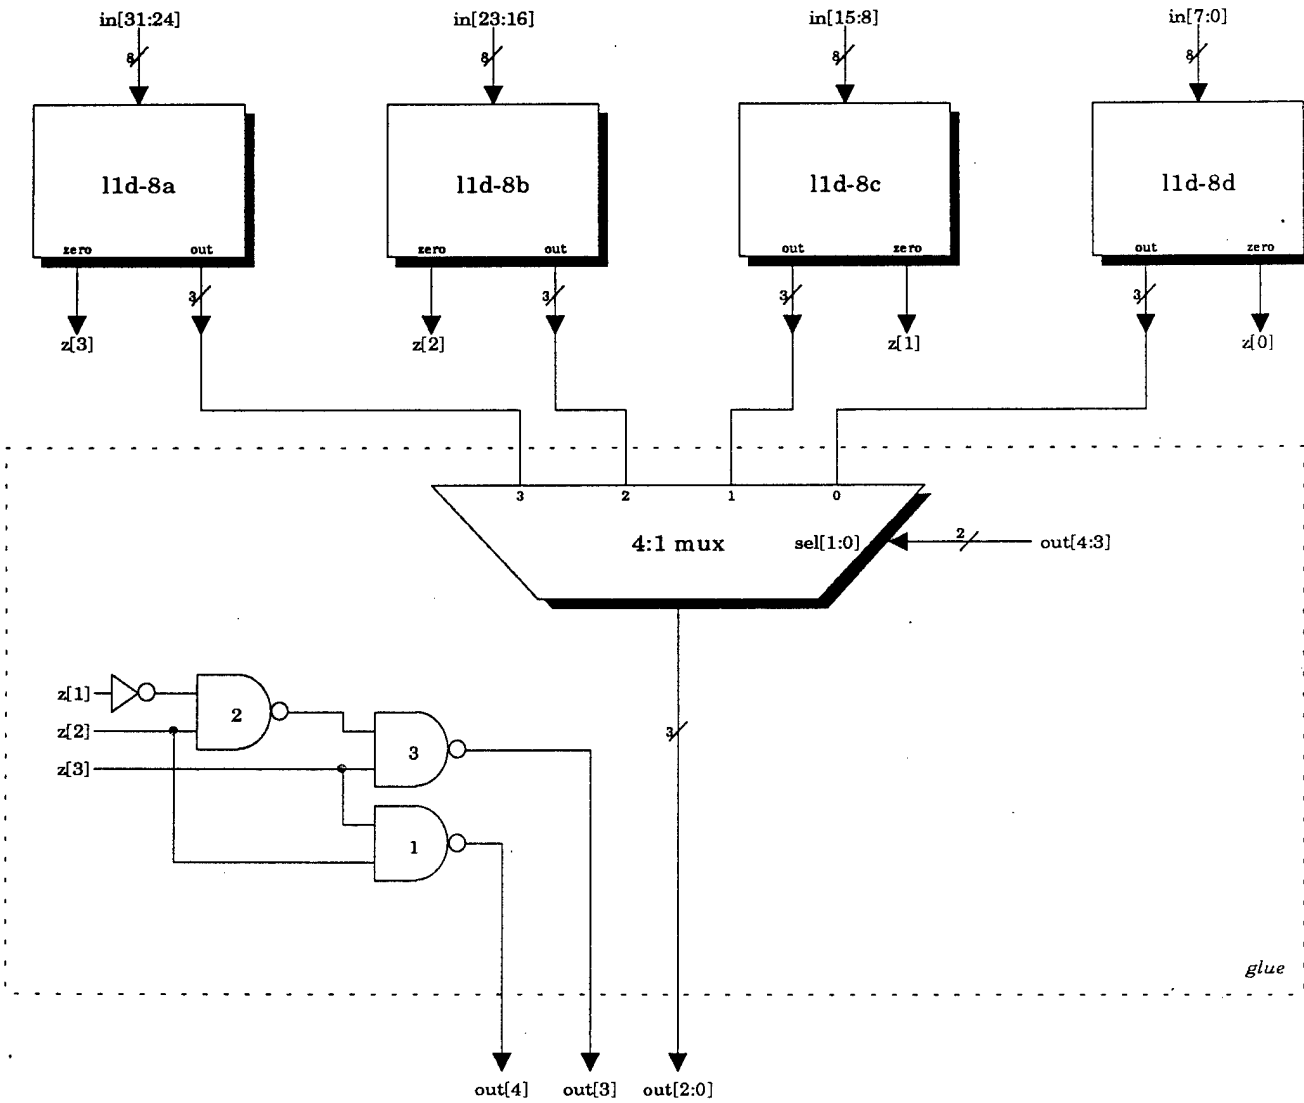 in[31:24] in[23:16] in[15:8] in[7:0]
8 8 8 8
l1d-8a l1d-8b l1d-8c l1d-8d
zero out zero out out zero out zero
3 3 3 3
z[3] z[2] z[1] z[0]
3 2 1 0
4:1 mux sel[1:0] 2 out[4:3]
z[1]
2
z[2]
3
z[3]
1
3
glue
out[4] out[3] out[2:0]